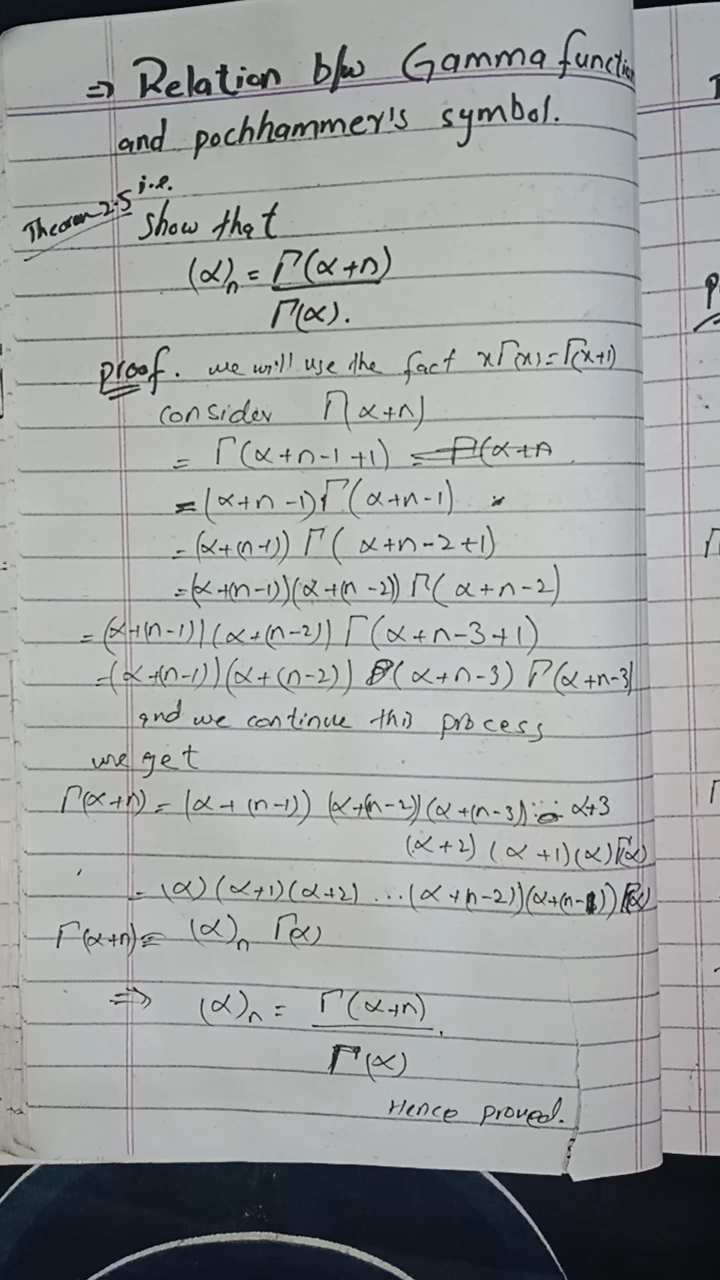 ⇒ Relation b/w Gamma function
and pochhammer's symbol.
Theorem 2.5 i.e.
show that
(α)ₙ = Γ(α+n)
Γ(α).
proof. we will use the fact xΓ(x)=Γ(x+1)
consider Γ(α+n)
= Γ(α+n-1+1) = Γ(α+n
= (α+n-1)Γ(α+n-1)
= (α+(n-1)) Γ(α+n-2+1)
= (α+(n-1))(α+(n-2)) Γ(α+n-2)
= (α+(n-1))(α+(n-2)) Γ(α+n-3+1)
= (α+(n-1))(α+(n-2)) (α+n-3) Γ(α+n-3)
and we continue this process
we get
Γ(α+n) = (α+(n-1)) (α+(n-2))(α+(n-3)) ... α+3
(α+2) (α+1)(α)Γ(α)
= (α)(α+1)(α+2) ...(α+(n-2))(α+(n-1)) Γ(α)
Γ(α+n) = (α)ₙ Γ(α)
⇒ (α)ₙ = Γ(α+n)
Γ(α)
Hence proved.